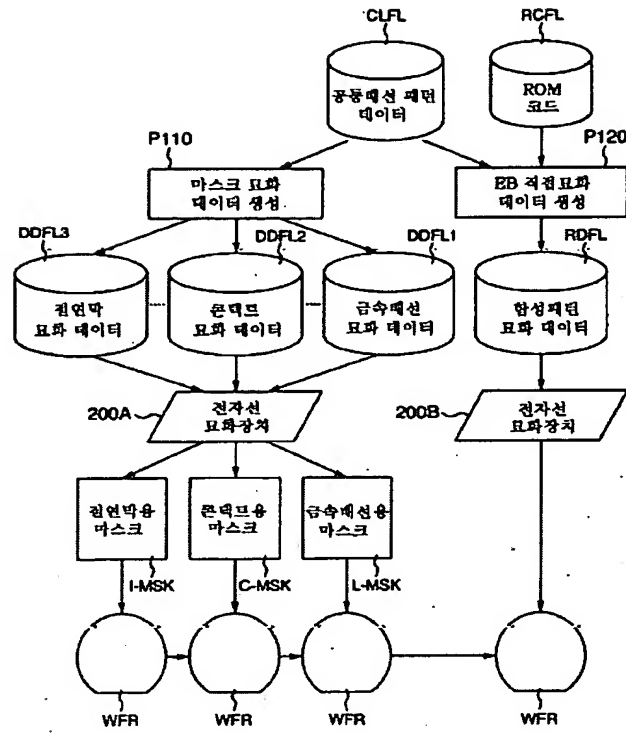 CLFL
RCFL
공통배선 패턴
데이터
ROM
코드
P110
P120
마스크 묘화
데이터 생성
EB 직접묘화
데이터 생성
DDFL3
DDFL2
DDFL1
RDFL
절연막
묘화 데이터
콘택트
묘화 데이터
금속배선
묘화 데이터
합성패턴
묘화 데이터
200A
전자선
묘화장치
200B
전자선
묘화장치
절연막용
마스크
콘택트용
마스크
금속배선용
마스크
I-MSK
C-MSK
L-MSK
WFR
WFR
WFR
WFR